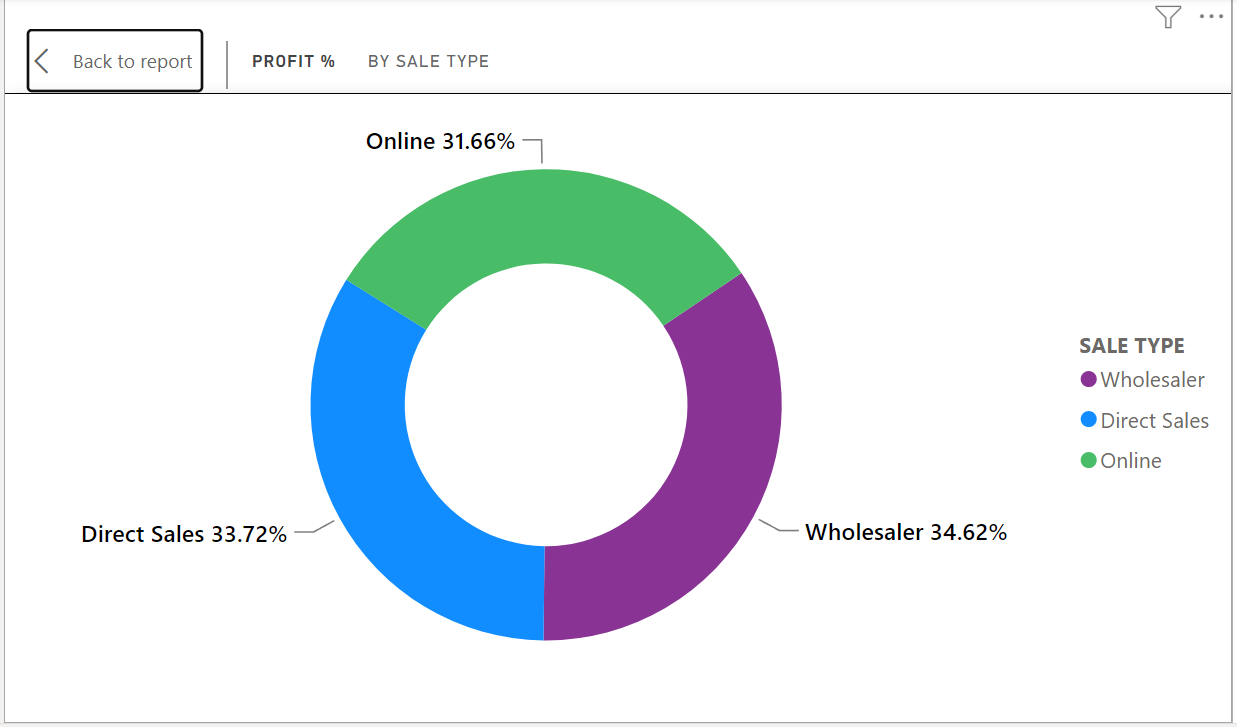 Back to report
PROFIT % BY SALE TYPE
Online 31.66%
SALE TYPE
Wholesaler
Direct Sales
Online
Direct Sales 33.72%
Wholesaler 34.62%